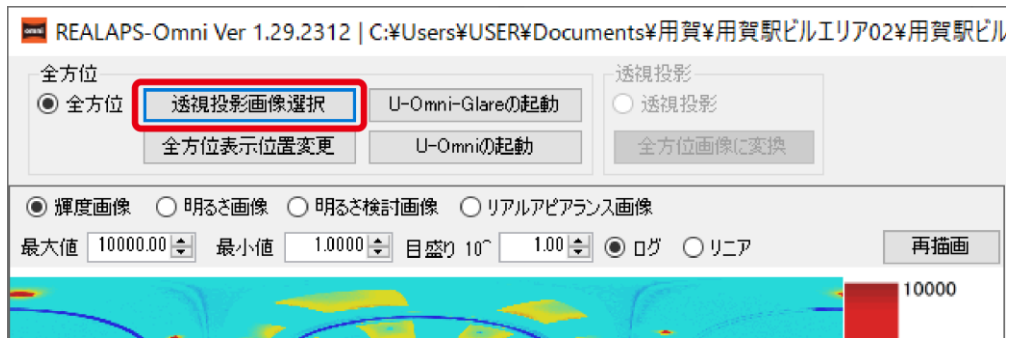 omni REALAPS-Omni Ver 1.29.2312 | C:¥Users¥USER¥Documents¥用賀¥用賀駅ビルエリア02¥用賀駅ビル
全方位 透視投影
全方位 透視投影画像選択 U-Omni-Glareの起動 透視投影
全方位表示位置変更 U-Omniの起動 全方位画像に変換
輝度画像 明るさ画像 明るさ検討画像 リアルアピアランス画像
最大値 10000.00 最小値 1.0000 目盛り 10^ 1.00 ログ リニア 再描画
10000